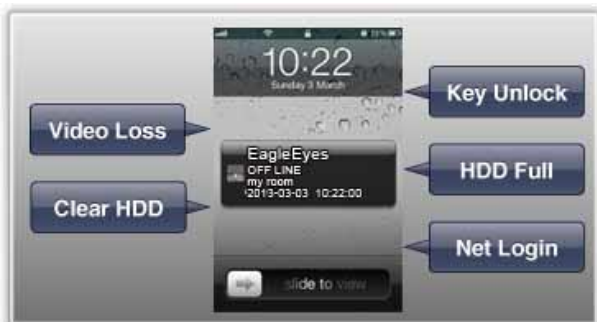 10:22
Sunday 3 March
Key Unlock
Video Loss
EagleEyes
OFF LINE
my room
2013-03-03 10:22:00
HDD Full
Clear HDD
Net Login
slide to view